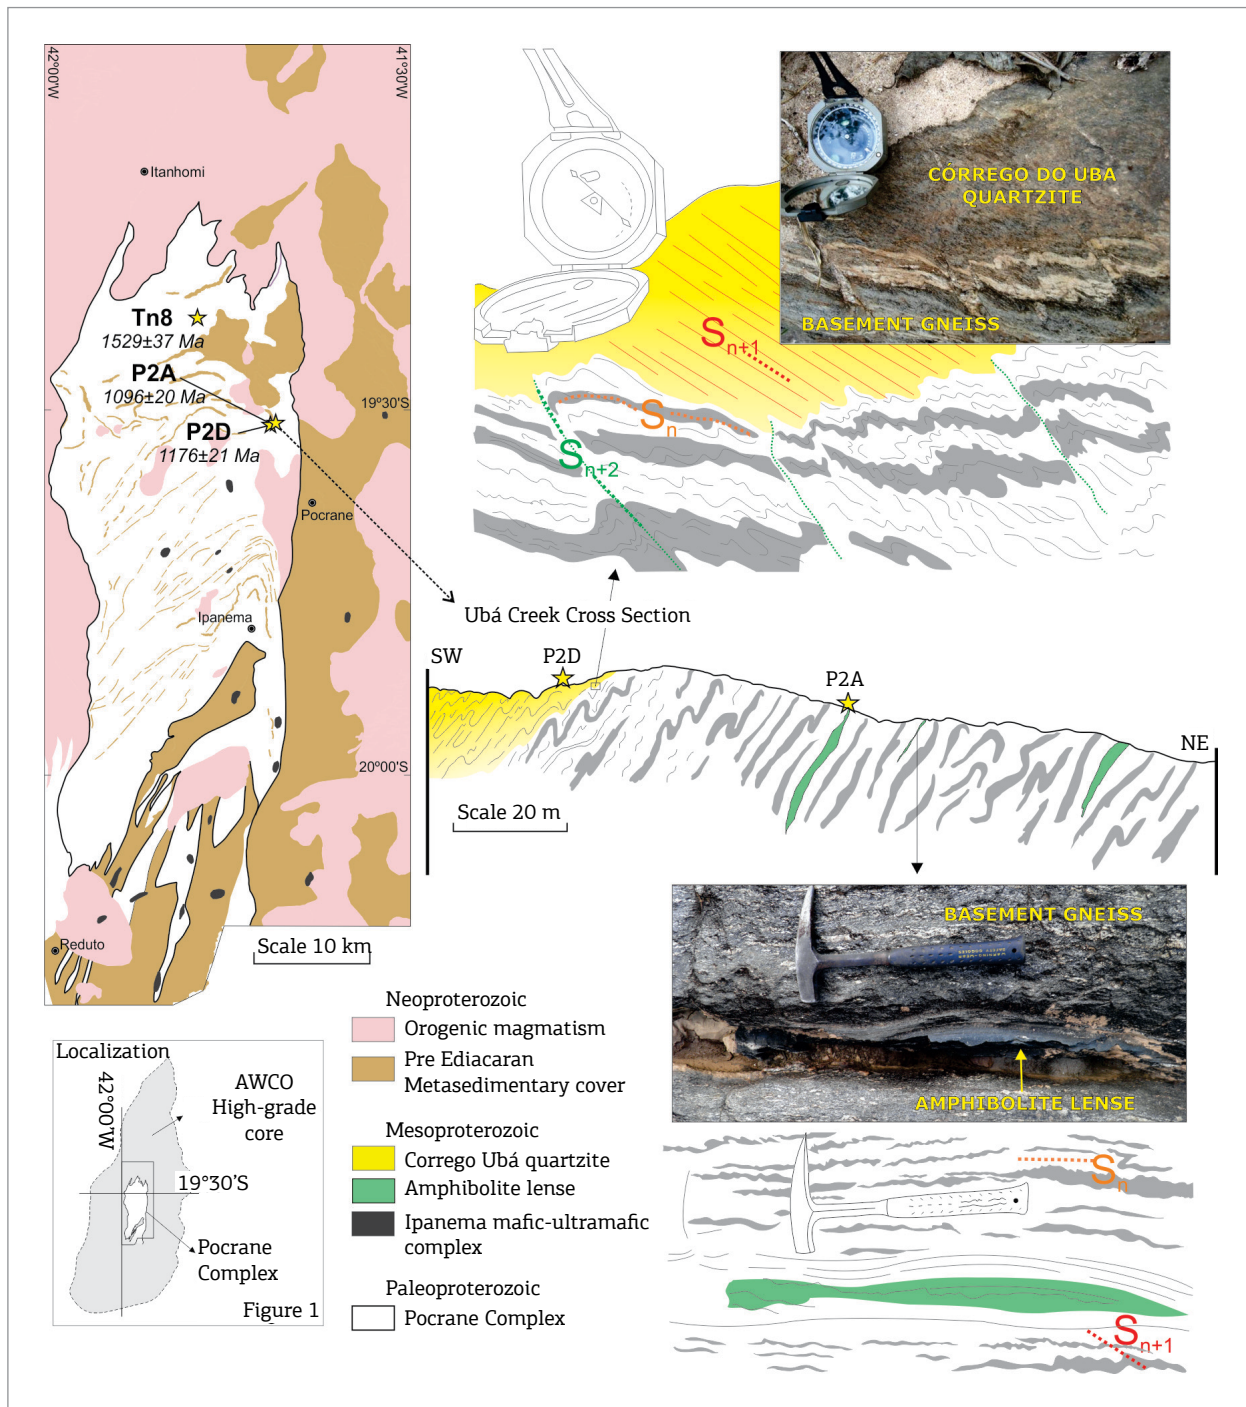 42°00'W
41°30'W
Itanhomi
Tn8
1529±37 Ma
P2A
1096±20 Ma
P2D
1176±21 Ma
19°30'S
Pocrane
Ipanema
20°00'S
Reduto
Scale 10 km
CÓRREGO DO UBA
QUARTZITE
BASEMENT GNEISS
Sn+1
Sn
Sn+2
Ubá Creek Cross Section
SW
P2D
P2A
NE
Scale 20 m
BASEMENT GNEISS
AMPHIBOLITE LENSE
Sn
Sn+1
Neoproterozoic
Orogenic magmatism
Pre Ediacaran
Metasedimentary cover
Mesoproterozoic
Corrego Ubá quartzite
Amphibolite lense
Ipanema mafic-ultramafic
complex
Paleoproterozoic
Pocrane Complex
Localization
42°00'W
AWCO
High-grade
core
19°30'S
Pocrane
Complex
Figure 1